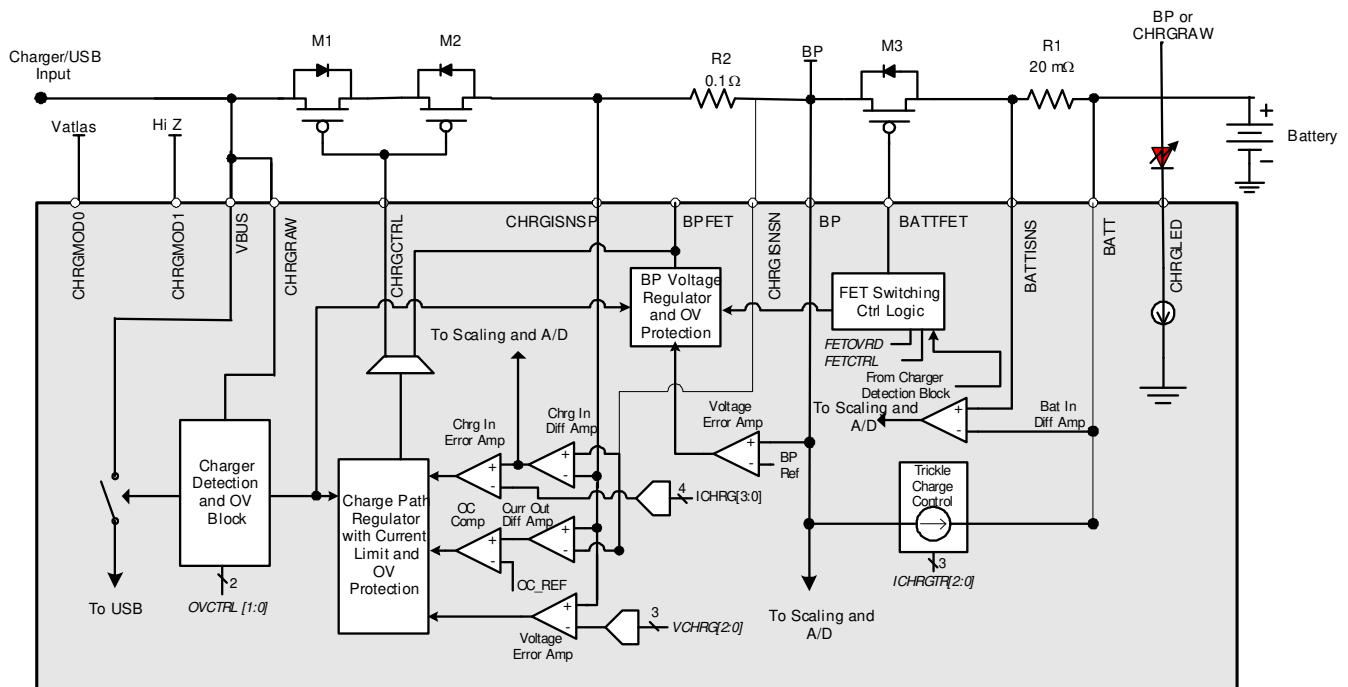 BP or
CHRGRAW
M1
M2
R2
0.1 Ω
BP
M3
R1
20 mΩ
Charger/USB
Input
Vatlas
Hi Z
+
Battery
-
CHRGMOD0
CHRGMOD1
VBUS
CHRGRAW
CHRGCTRL
CHRGISNSP
BPFET
CHRGISNSN
BP
BATTFET
BATTISNS
BATT
CHRGLED
BP Voltage
Regulator
and OV
Protection
FET Switching
Ctrl Logic
FETOVRD
FETCTRL
From Charger
Detection Block
To Scaling and A/D
To Scaling and
A/D
+
-
Bat In
Diff Amp
Chrg In
Error Amp
Chrg In
Diff Amp
Voltage
Error Amp
+
-
BP
Ref
+
-
+
-
4
ICHRG[3:0]
Charger
Detection
and OV
Block
Charge Path
Regulator
with Current
Limit and
OV
Protection
OC
Comp
Curr Out
Diff Amp
+
-
+
-
OC_REF
Trickle
Charge
Control
3
ICHRGTR[2:0]
2
OVCTRL [1:0]
To USB
+
-
Voltage
Error Amp
3
VCHRG[2:0]
To Scaling and
A/D